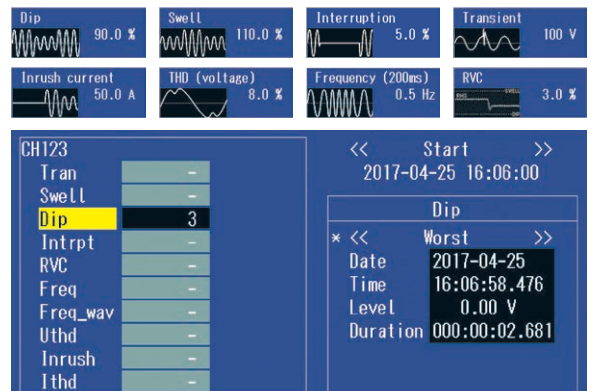 Dip
90.0 %
Swell
110.0 %
Interruption
5.0 %
Transient
100 V
Inrush current
50.0 A
THD (voltage)
8.0 %
Frequency (200ms)
0.5 Hz
RVC
3.0 %
CH123
Tran -
Swell -
Dip 3
Intrpt -
RVC -
Freq -
Freq_wav -
Uthd -
Inrush -
Ithd -
<< Start >>
2017-04-25 16:06:00
Dip
* << Worst >>
Date 2017-04-25
Time 16:06:58.476
Level 0.00 V
Duration 000:00:02.681